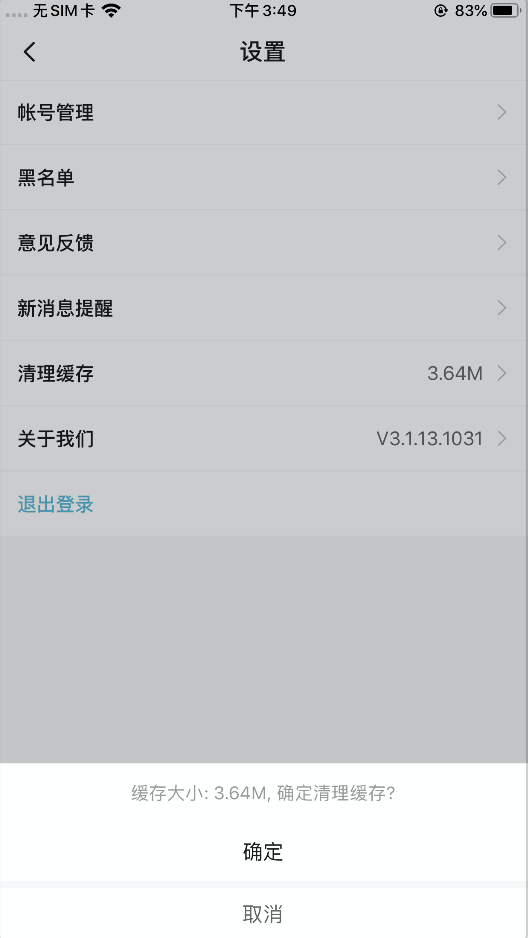 无SIM卡 下午3:49 83%
设置
帐号管理
黑名单
意见反馈
新消息提醒
清理缓存 3.64M
关于我们 V3.1.13.1031
退出登录
缓存大小: 3.64M, 确定清理缓存?
确定
取消